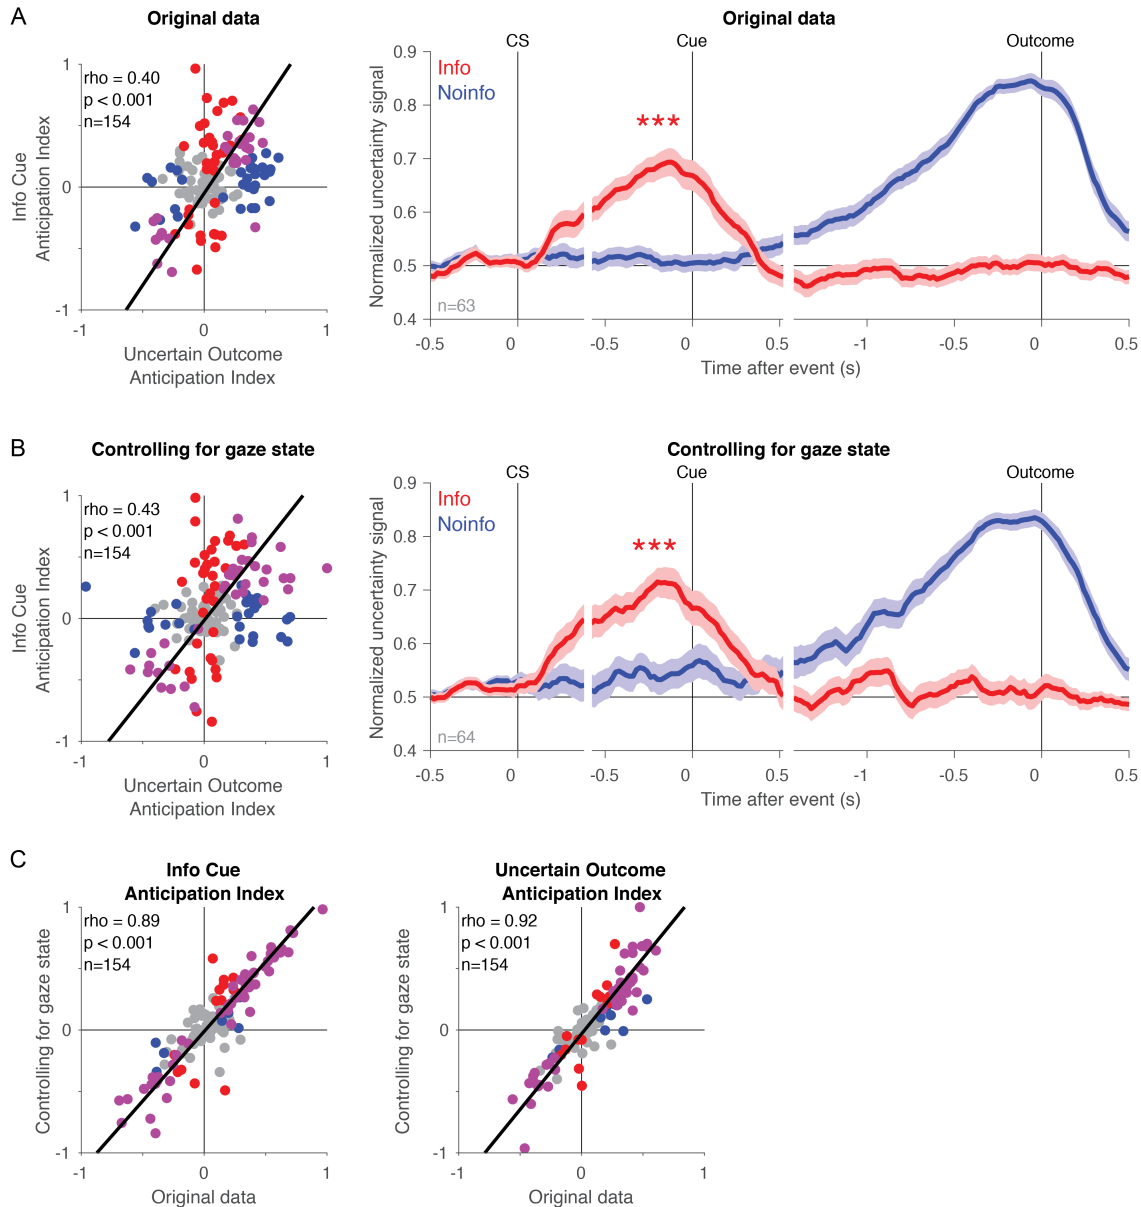 A
Original data
rho = 0.40
p < 0.001
n=154
1
0
-1
-1
0
1
Info Cue
Anticipation Index
Uncertain Outcome
Anticipation Index
Original data
CS
Cue
Outcome
Info
Noinfo
***
n=63
Normalized uncertainty signal
0.9
0.8
0.7
0.6
0.5
0.4
-0.5
0
-0.5
0
0.5
-1
-0.5
0
0.5
Time after event (s)
B
Controlling for gaze state
rho = 0.43
p < 0.001
n=154
1
0
-1
-1
0
1
Info Cue
Anticipation Index
Uncertain Outcome
Anticipation Index
Controlling for gaze state
CS
Cue
Outcome
Info
Noinfo
***
n=64
Normalized uncertainty signal
0.9
0.8
0.7
0.6
0.5
0.4
-0.5
0
-0.5
0
0.5
-1
-0.5
0
0.5
Time after event (s)
C
Info Cue
Anticipation Index
rho = 0.89
p < 0.001
n=154
1
0
-1
-1
0
1
Controlling for gaze state
Original data
Uncertain Outcome
Anticipation Index
rho = 0.92
p < 0.001
n=154
1
0
-1
-1
0
1
Controlling for gaze state
Original data